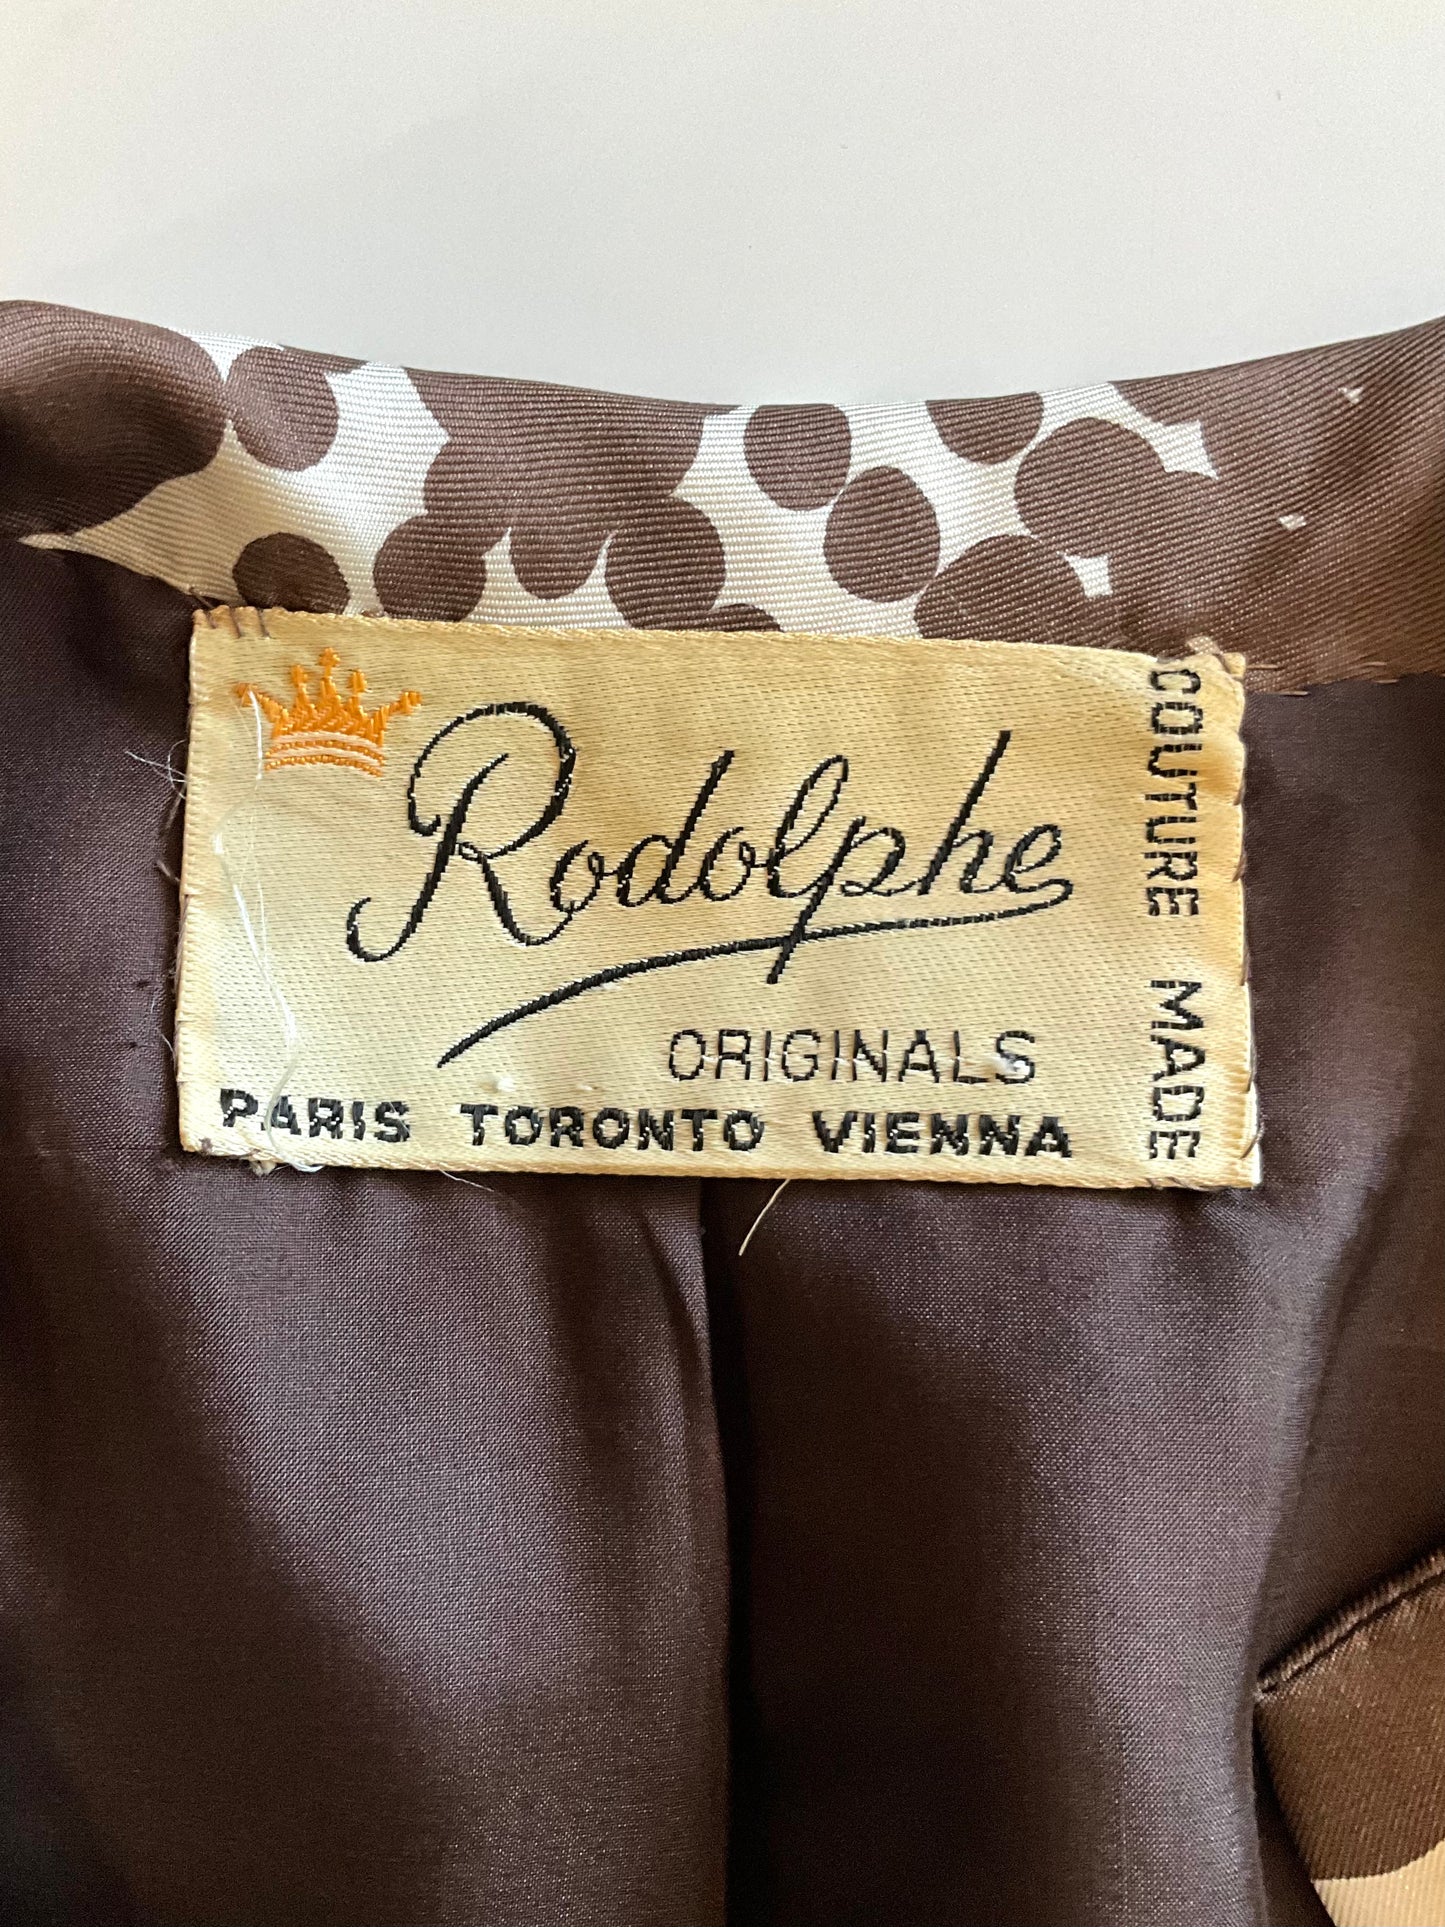 Rodolphe
ORIGINALS
PARIS TORONTO VIENNA
COUTURE MADE